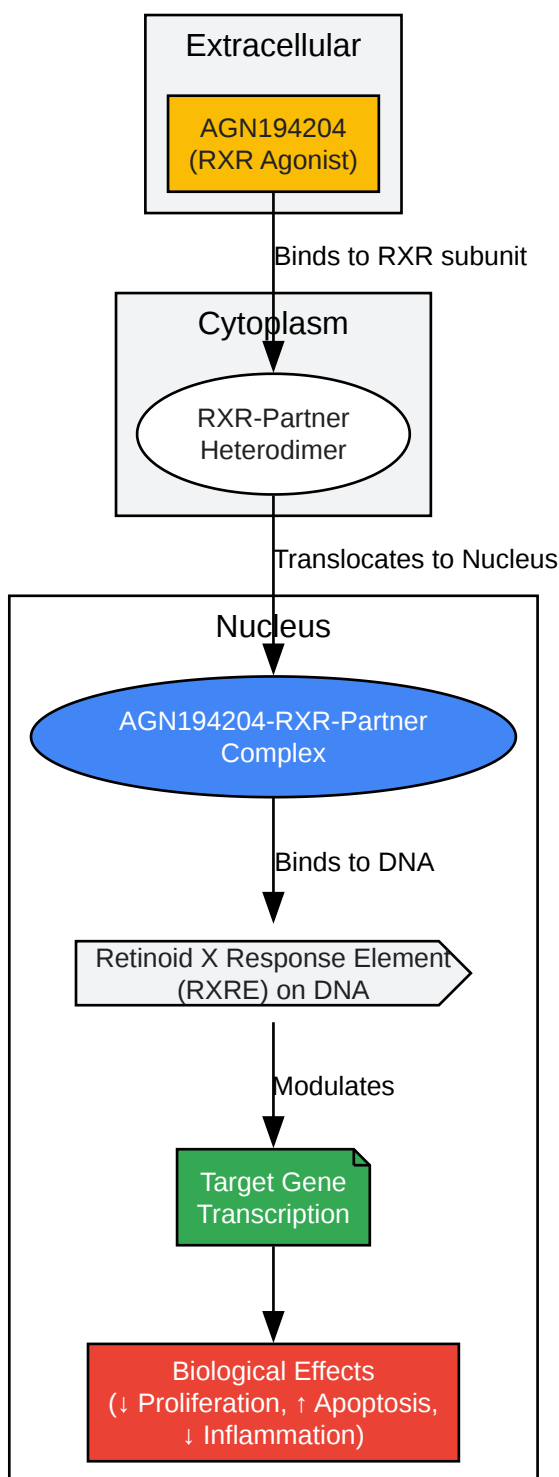 Extracellular
AGN194204
(RXR Agonist)
Binds to RXR subunit
Cytoplasm
RXR-Partner
Heterodimer
Translocates to Nucleus
Nucleus
AGN194204-RXR-Partner
Complex
Binds to DNA
Retinoid X Response Element
(RXRE) on DNA
Modulates
Target Gene
Transcription
Biological Effects
(↓ Proliferation, ↑ Apoptosis,
↓ Inflammation)